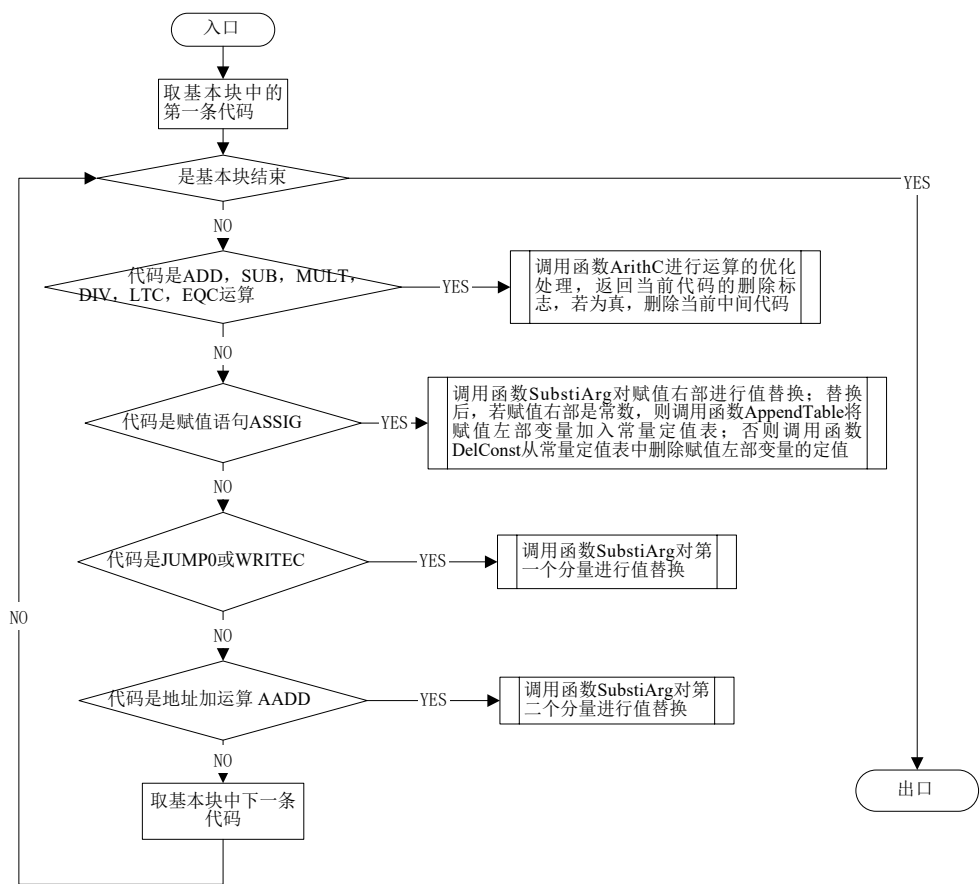 入口
取基本块中的
第一条代码
是基本块结束
YES
NO
代码是ADD，SUB，MULT，
DIV，LTC，EQC运算
YES
调用函数ArithC进行运算的优化
处理，返回当前代码的删除标
志，若为真，删除当前中间代码
NO
代码是赋值语句ASSIG
YES
调用函数SubstiArg对赋值右部进行值替换；替换
后，若赋值右部是常数，则调用函数AppendTable将
赋值左部变量加入常量定值表；否则调用函数
DelConst从常量定值表中删除赋值左部变量的定值
NO
代码是JUMP0或WRITEC
YES
调用函数SubstiArg对第
一个分量进行值替换
NO
NO
代码是地址加运算 AADD
YES
调用函数SubstiArg对第
二个分量进行值替换
NO
取基本块中下一条
代码
出口